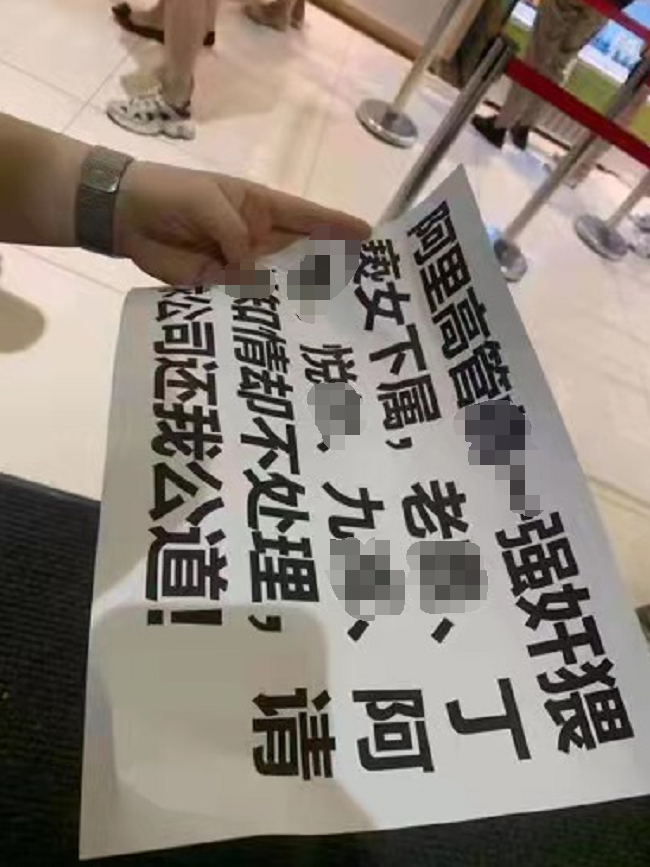 阿里高管强奸猥
亵女下属，老、丁
悦、九、阿
知情却不处理，请
求公司还我公道！